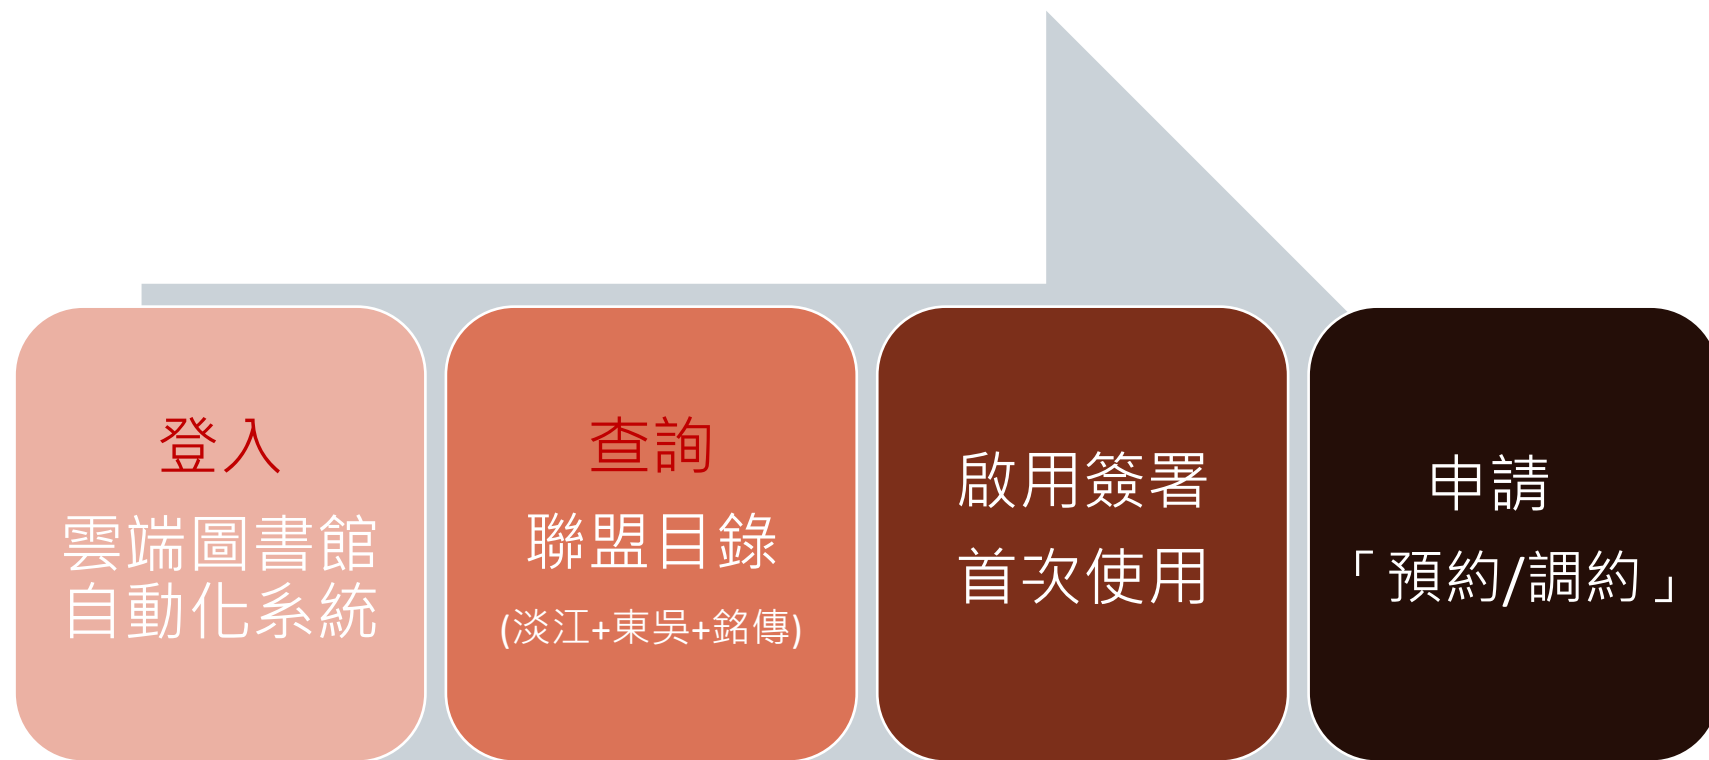 登入
雲端圖書館
自動化系統
查詢
聯盟目錄
(淡江+東吳+銘傳)
啟用簽署
首次使用
申請
「預約/調約」